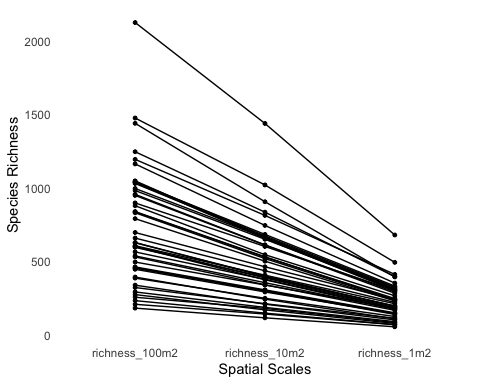 2000
1500
1000
500
0
Species Richness
richness_100m2 richness_10m2 richness_1m2
Spatial Scales